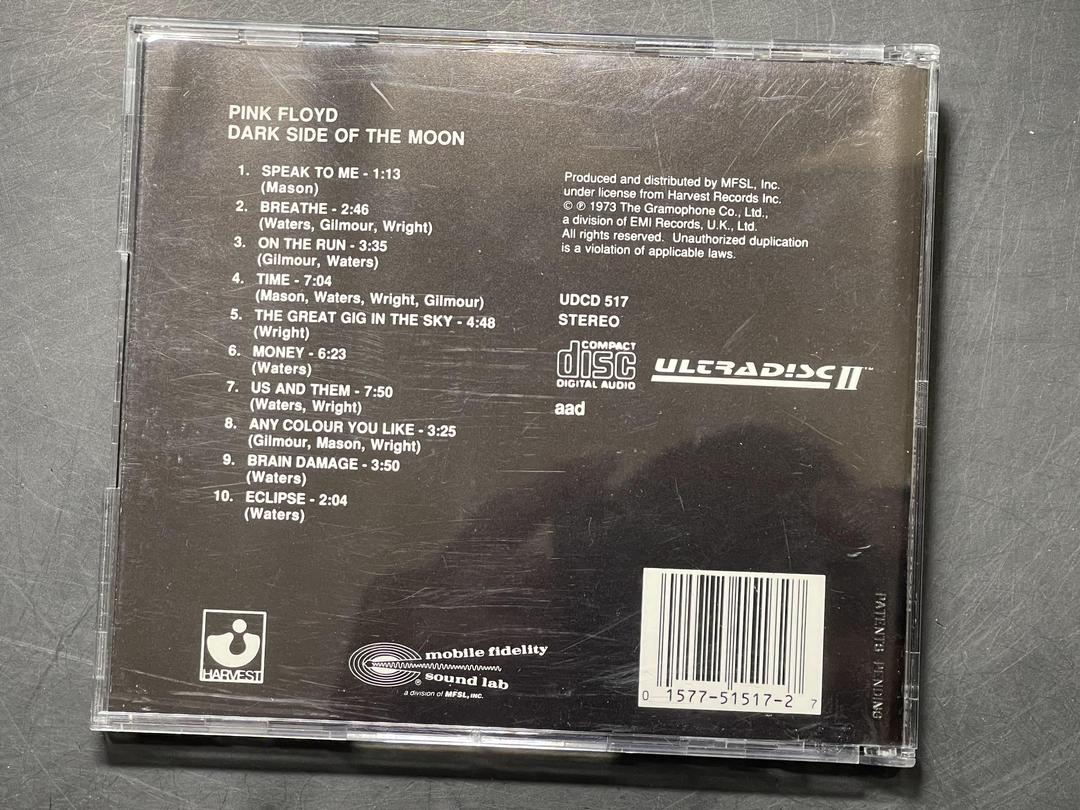 PINK FLOYD
DARK SIDE OF THE MOON
1. SPEAK TO ME - 1:13
(Mason)
2. BREATHE - 2:46
(Waters, Gilmour, Wright)
3. ON THE RUN - 3:35
(Gilmour, Waters)
4. TIME - 7:04
(Mason, Waters, Wright, Gilmour)
5. THE GREAT GIG IN THE SKY - 4:48
(Wright)
6. MONEY - 6:23
(Waters)
7. US AND THEM - 7:50
(Waters, Wright)
8. ANY COLOUR YOU LIKE - 3:25
(Gilmour, Mason, Wright)
9. BRAIN DAMAGE - 3:50
(Waters)
10. ECLIPSE - 2:04
(Waters)
Produced and distributed by MFSL, Inc.
under license from Harvest Records Inc.
© ℗ 1973 The Gramophone Co., Ltd.,
a division of EMI Records, U.K., Ltd.
All rights reserved. Unauthorized duplication
is a violation of applicable laws.
UDCD 517
STEREO
COMPACT
disc
DIGITAL AUDIO
ULTRADISC II™
aad
HARVEST
mobile fidelity
sound lab ®
a division of MFSL, INC.
0 1577-51517-2 7
PATENTS PENDING